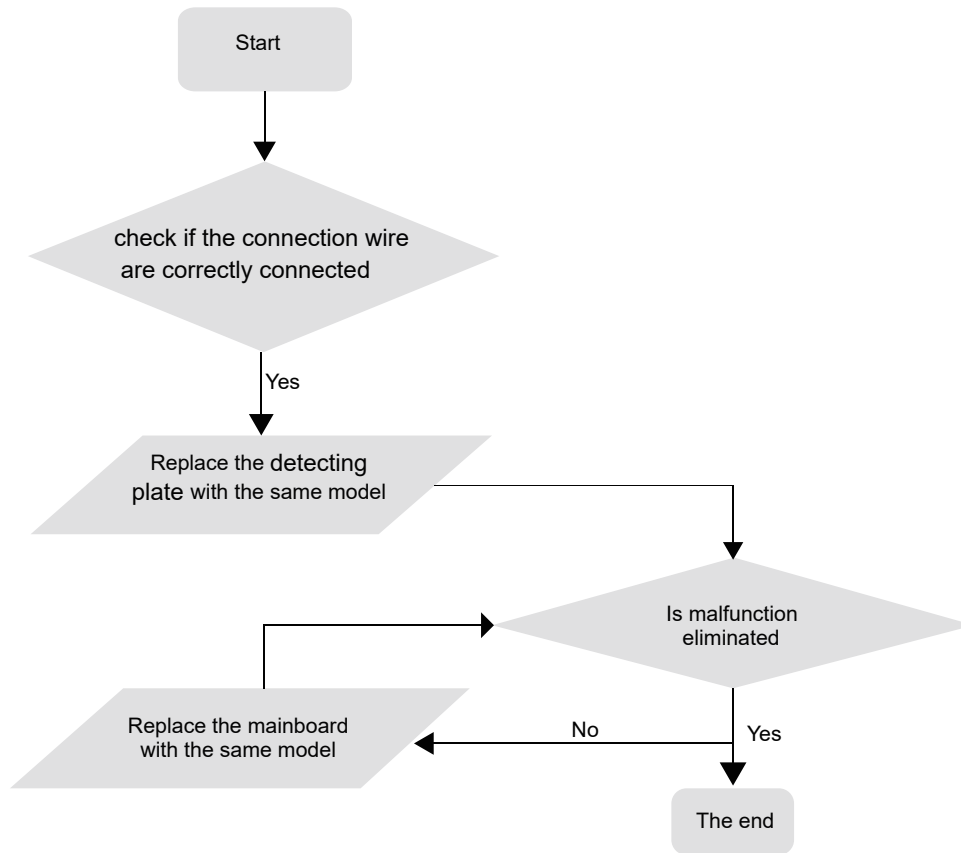 Start
check if the connection wire
are correctly connected
Yes
Replace the detecting
plate with the same model
Is malfunction
eliminated
Replace the mainboard
with the same model
No
Yes
The end